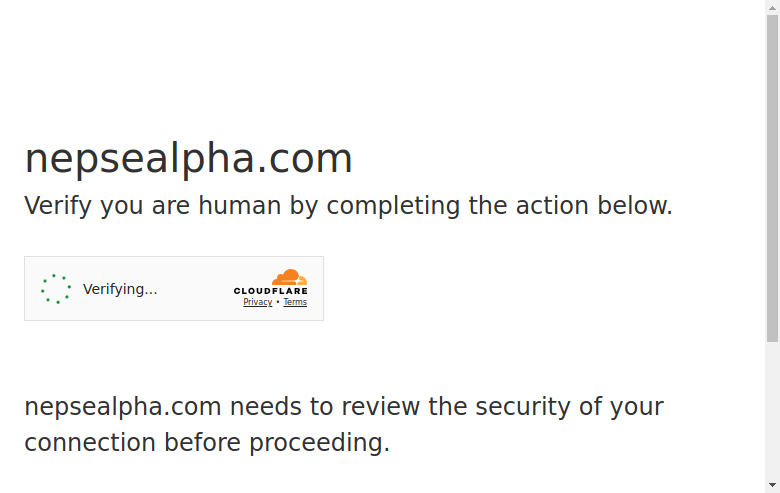 nepsealpha.com
Verify you are human by completing the action below.
Verifying...
CLOUDFLARE
Privacy • Terms
nepsealpha.com needs to review the security of your
connection before proceeding.